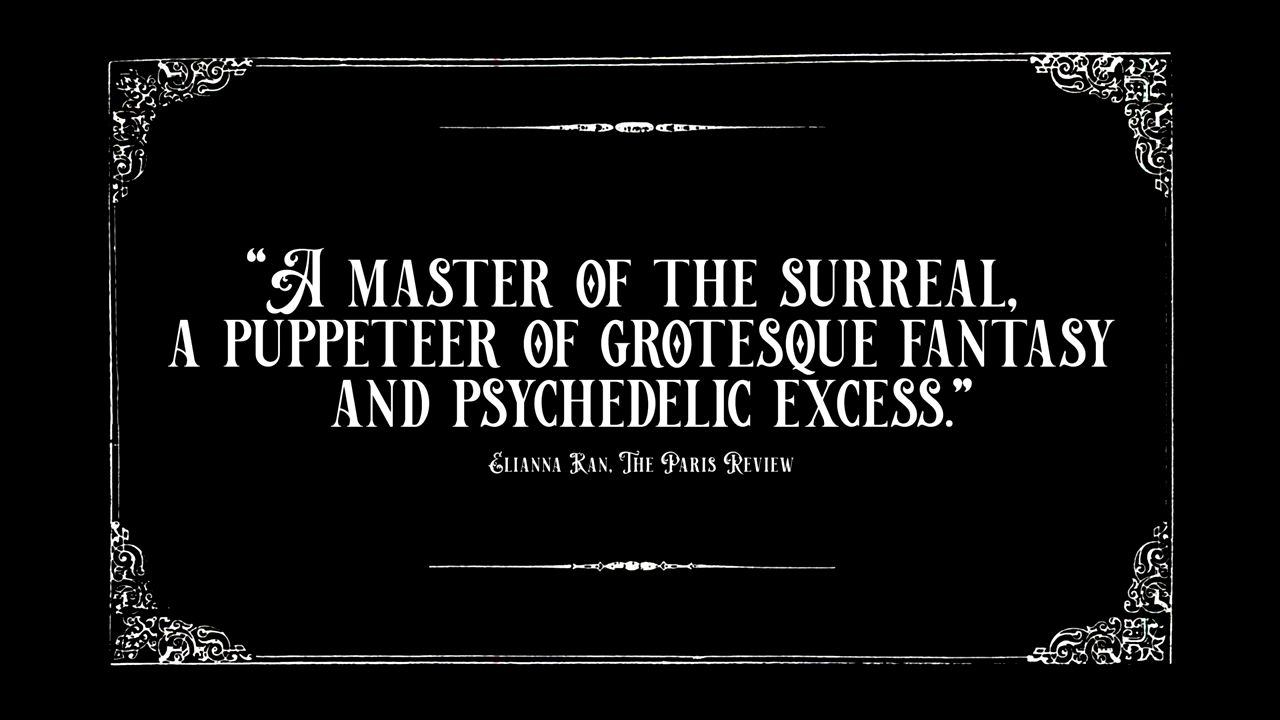 “A MASTER OF THE SURREAL,
A PUPPETEER OF GROTESQUE FANTASY
AND PSYCHEDELIC EXCESS.”
ELIANNA KAN, THE PARIS REVIEW